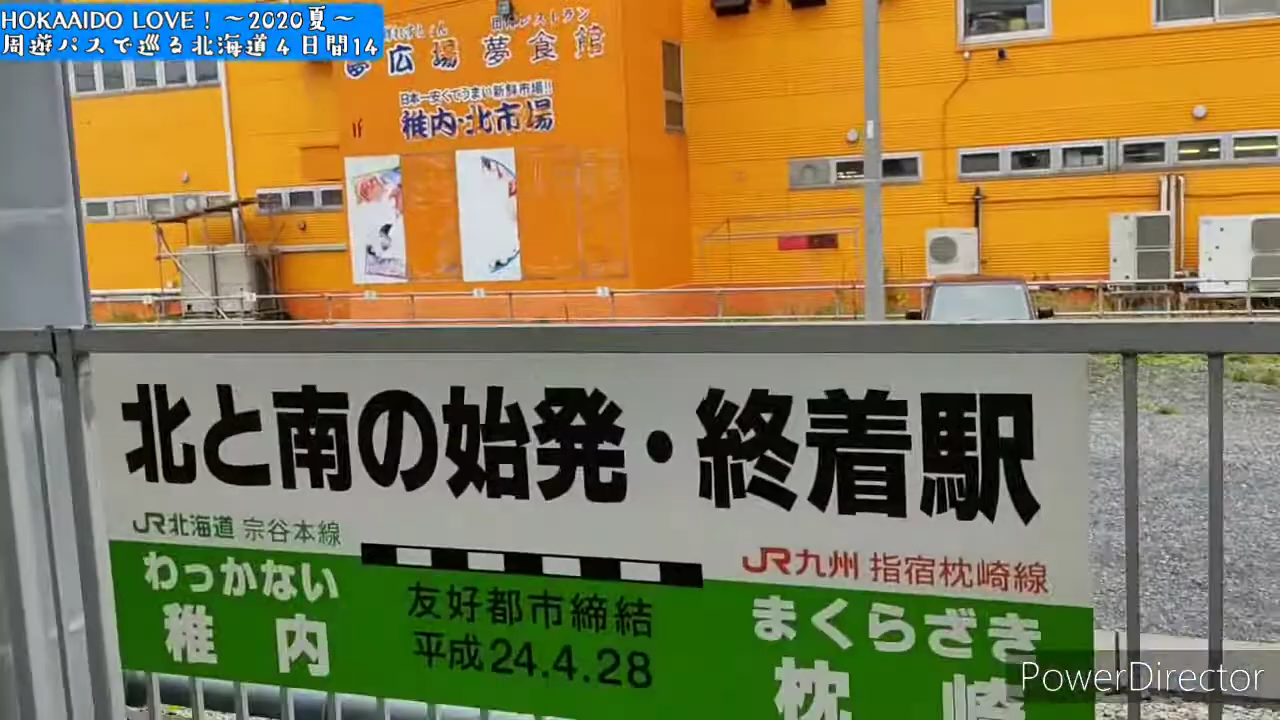 HOKAAIDO LOVE！～2020夏～
周遊パスで巡る北海道４日間14
夢広場 夢食館
日本一安くてうまい新鮮市場!!
稚内・北市場
北と南の始発・終着駅
JR北海道 宗谷本線
JR九州 指宿枕崎線
わっかない
稚内
友好都市締結
平成24.4.28
まくらざき
枕崎
PowerDirector